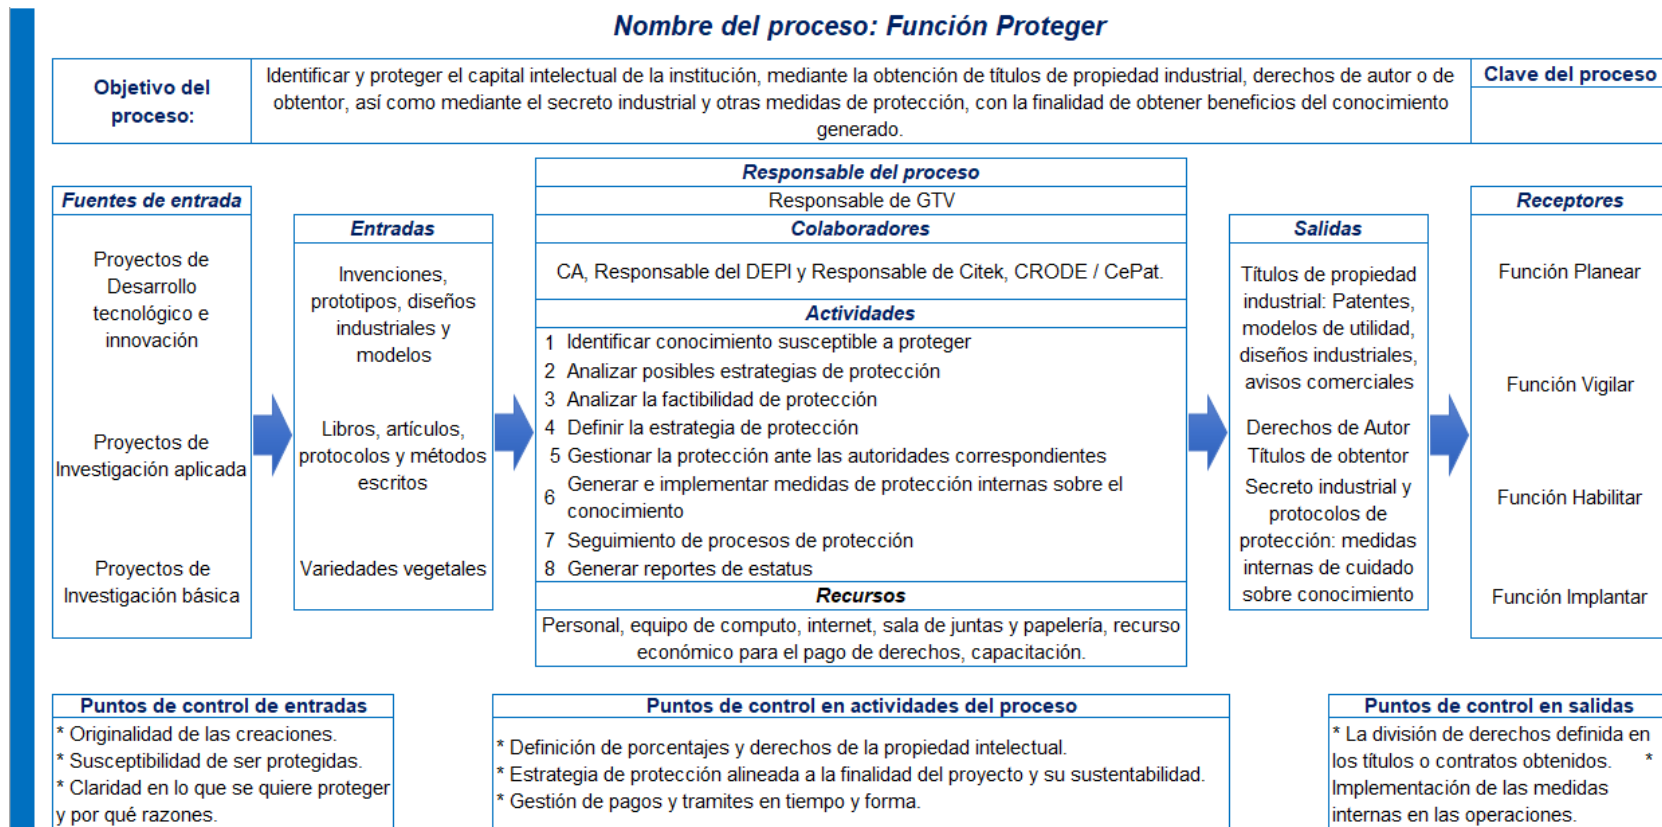 Nombre del proceso: Función Proteger
Objetivo del
proceso:
Identificar y proteger el capital intelectual de la institución, mediante la obtención de títulos de propiedad industrial, derechos de autor o de
obtentor, así como mediante el secreto industrial y otras medidas de protección, con la finalidad de obtener beneficios del conocimiento
generado.
Clave del proceso
Fuentes de entrada
Proyectos de
Desarrollo
tecnológico e
innovación
Proyectos de
Investigación aplicada
Proyectos de
Investigación básica
Entradas
Invenciones,
prototipos, diseños
industriales y
modelos
Libros, artículos,
protocolos y métodos
escritos
Variedades vegetales
Responsable del proceso
Responsable de GTV
Colaboradores
CA, Responsable del DEPI y Responsable de Citek, CRODE / CePat.
Actividades
1 Identificar conocimiento susceptible a proteger
2 Analizar posibles estrategias de protección
3 Analizar la factibilidad de protección
4 Definir la estrategia de protección
5 Gestionar la protección ante las autoridades correspondientes
6 Generar e implementar medidas de protección internas sobre el
conocimiento
7 Seguimiento de procesos de protección
8 Generar reportes de estatus
Recursos
Personal, equipo de computo, internet, sala de juntas y papelería, recurso
económico para el pago de derechos, capacitación.
Salidas
Títulos de propiedad
industrial: Patentes,
modelos de utilidad,
diseños industriales,
avisos comerciales
Derechos de Autor
Títulos de obtentor
Secreto industrial y
protocolos de
protección: medidas
internas de cuidado
sobre conocimiento
Receptores
Función Planear
Función Vigilar
Función Habilitar
Función Implantar
Puntos de control de entradas
* Originalidad de las creaciones.
* Susceptibilidad de ser protegidas.
* Claridad en lo que se quiere proteger
y por qué razones.
Puntos de control en actividades del proceso
* Definición de porcentajes y derechos de la propiedad intelectual.
* Estrategia de protección alineada a la finalidad del proyecto y su sustentabilidad.
* Gestión de pagos y tramites en tiempo y forma.
Puntos de control en salidas
* La división de derechos definida en
los títulos o contratos obtenidos. *
Implementación de las medidas
internas en las operaciones.